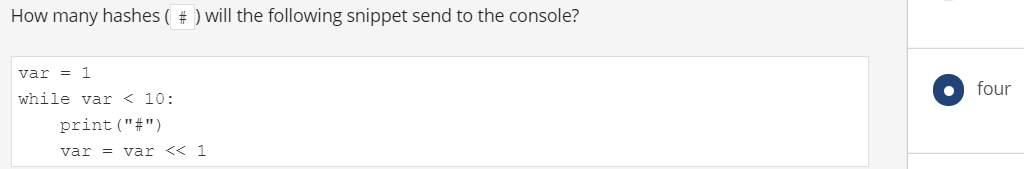 How many hashes ( # ) will the following snippet send to the console?
var = 1
while var < 10:
    print("#")
    var = var << 1
four